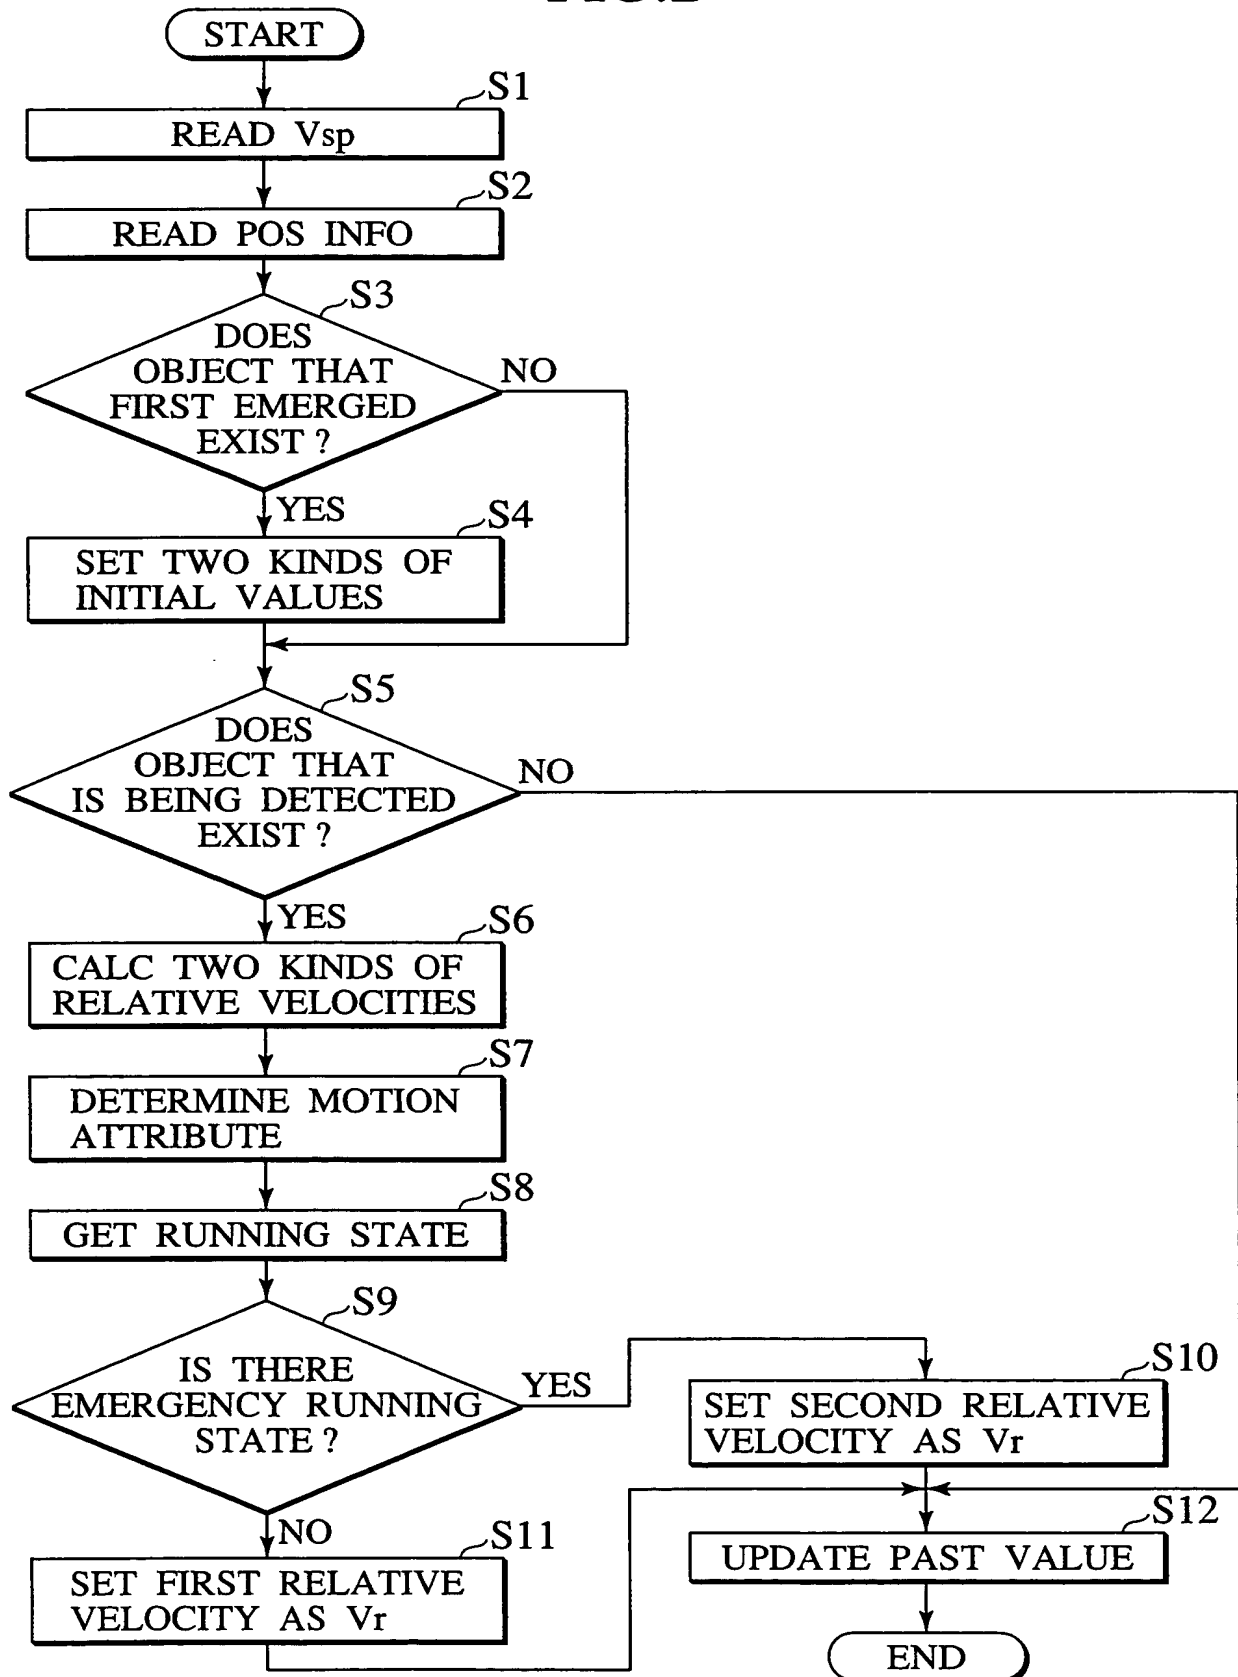 START
S1
READ Vsp
S2
READ POS INFO
S3
DOES
OBJECT THAT
FIRST EMERGED
EXIST ?
NO
YES
S4
SET TWO KINDS OF
INITIAL VALUES
S5
DOES
OBJECT THAT
IS BEING DETECTED
EXIST ?
NO
YES
S6
CALC TWO KINDS OF
RELATIVE VELOCITIES
S7
DETERMINE MOTION
ATTRIBUTE
S8
GET RUNNING STATE
S9
IS THERE
EMERGENCY RUNNING
STATE ?
YES
S10
SET SECOND RELATIVE
VELOCITY AS Vr
NO
S11
SET FIRST RELATIVE
VELOCITY AS Vr
S12
UPDATE PAST VALUE
END